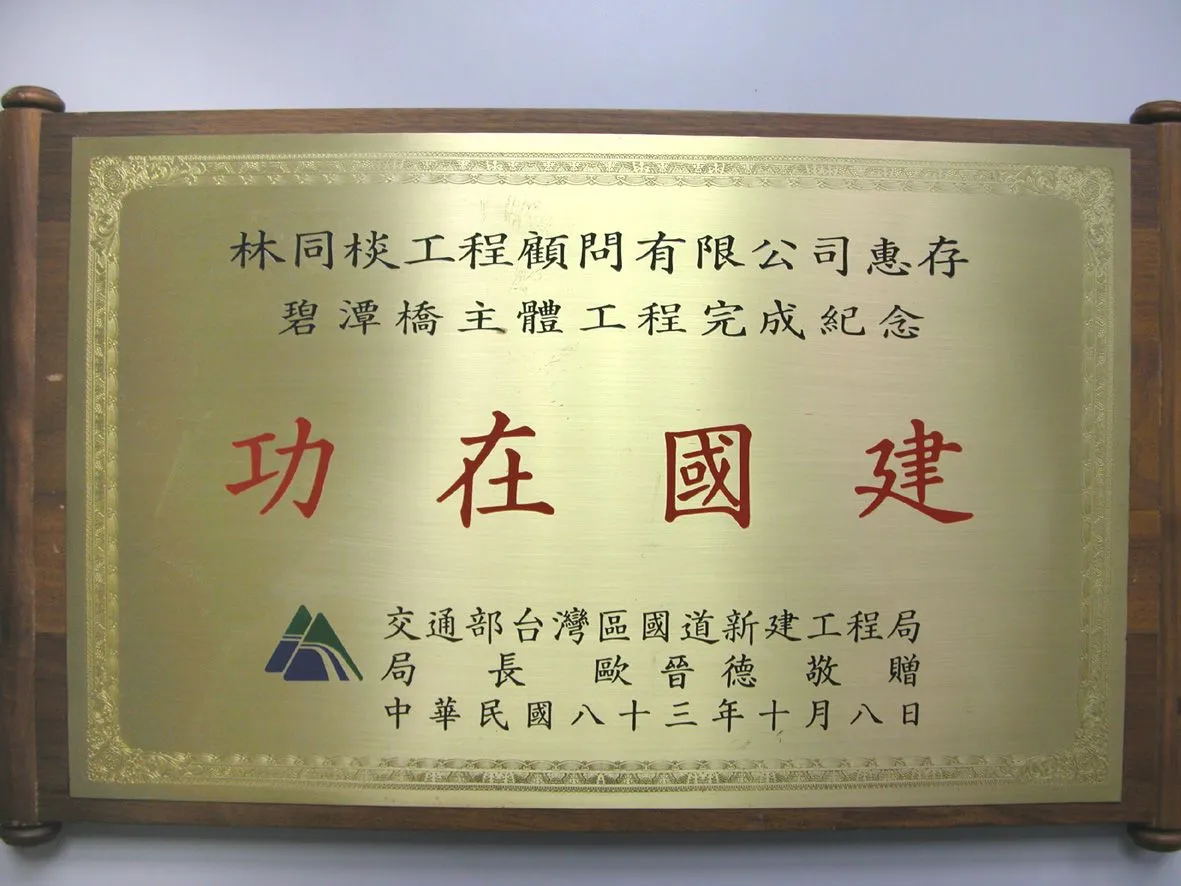 林同棪工程顧問有限公司惠存
碧潭橋主體工程完成紀念
功在國建
交通部台灣區國道新建工程局
局長歐晉德敬贈
中華民國八十三年十月八日